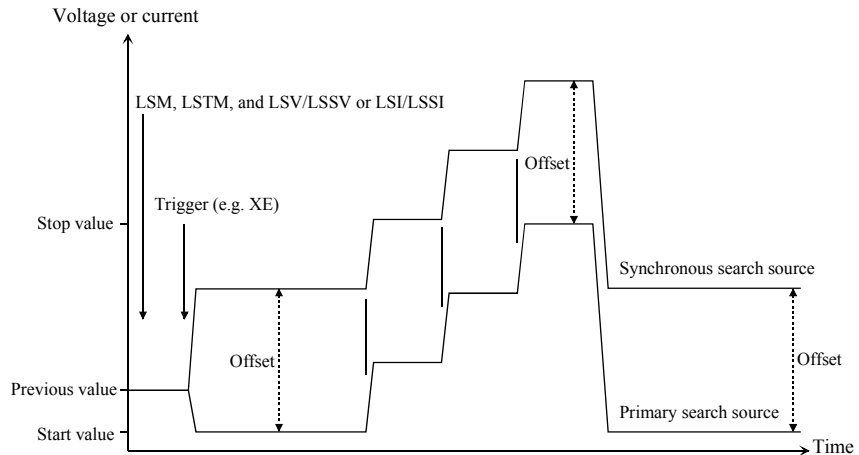 Voltage or current
LSM, LSTM, and LSV/LSSV or LSI/LSSI
Offset
Trigger (e.g. XE)
Stop value
Synchronous search source
Offset
Offset
Previous value
Primary search source
Start value
Time